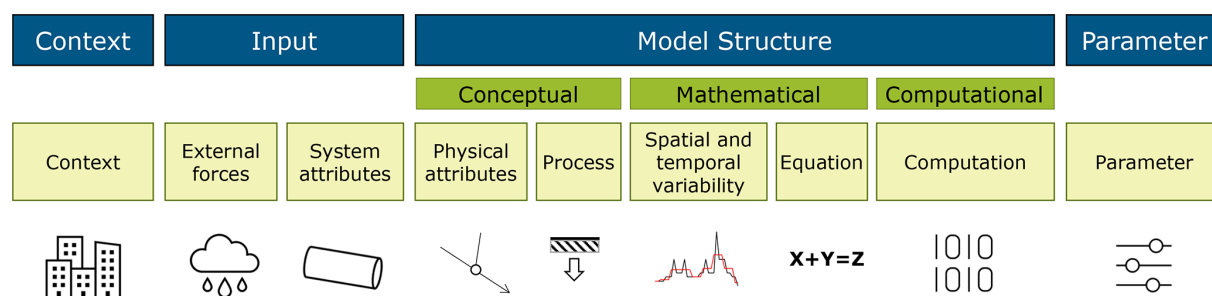 Context Input Model Structure Parameter
Conceptual Mathematical Computational
Context
External
forces
System
attributes
Physical
attributes
Process
Spatial and
temporal
variability
Equation
Computation
Parameter
X+Y=Z
1010
1010